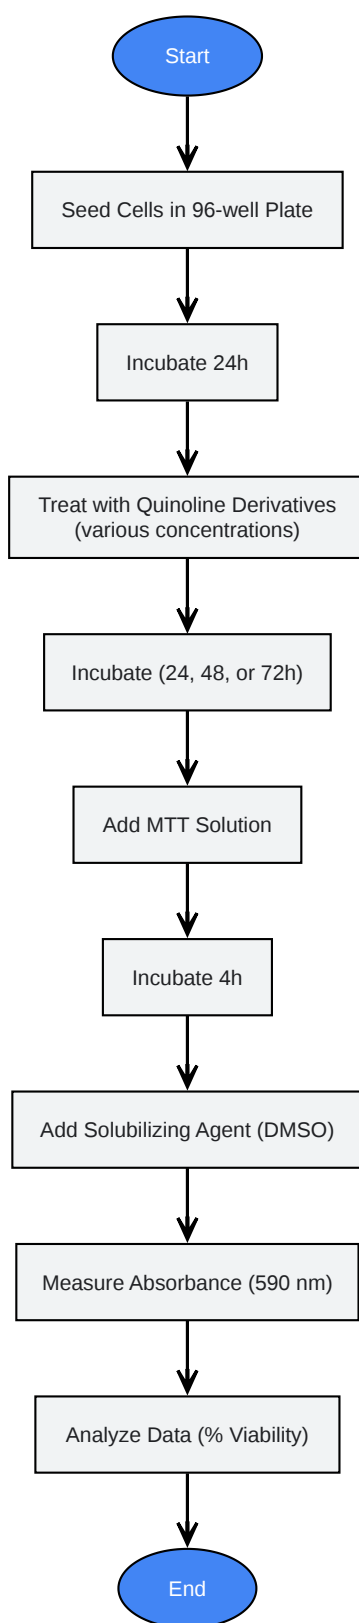 Start
Seed Cells in 96-well Plate
Incubate 24h
Treat with Quinoline Derivatives
(various concentrations)
Incubate (24, 48, or 72h)
Add MTT Solution
Incubate 4h
Add Solubilizing Agent (DMSO)
Measure Absorbance (590 nm)
Analyze Data (% Viability)
End